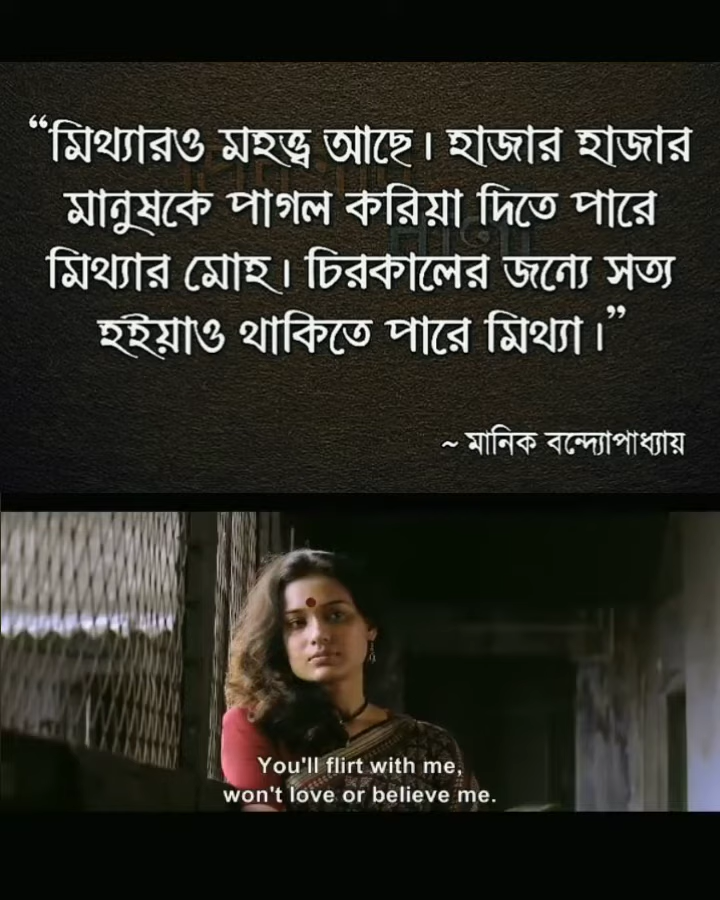 “মিথ্যারও মহত্ত্ব আছে। হাজার হাজার
মানুষকে পাগল করিয়া দিতে পারে
মিথ্যার মোহ। চিরকালের জন্যে সত্য
হইয়াও থাকিতে পারে মিথ্যা।”
~ মানিক বন্দ্যোপাধ্যায়
You'll flirt with me,
won't love or believe me.